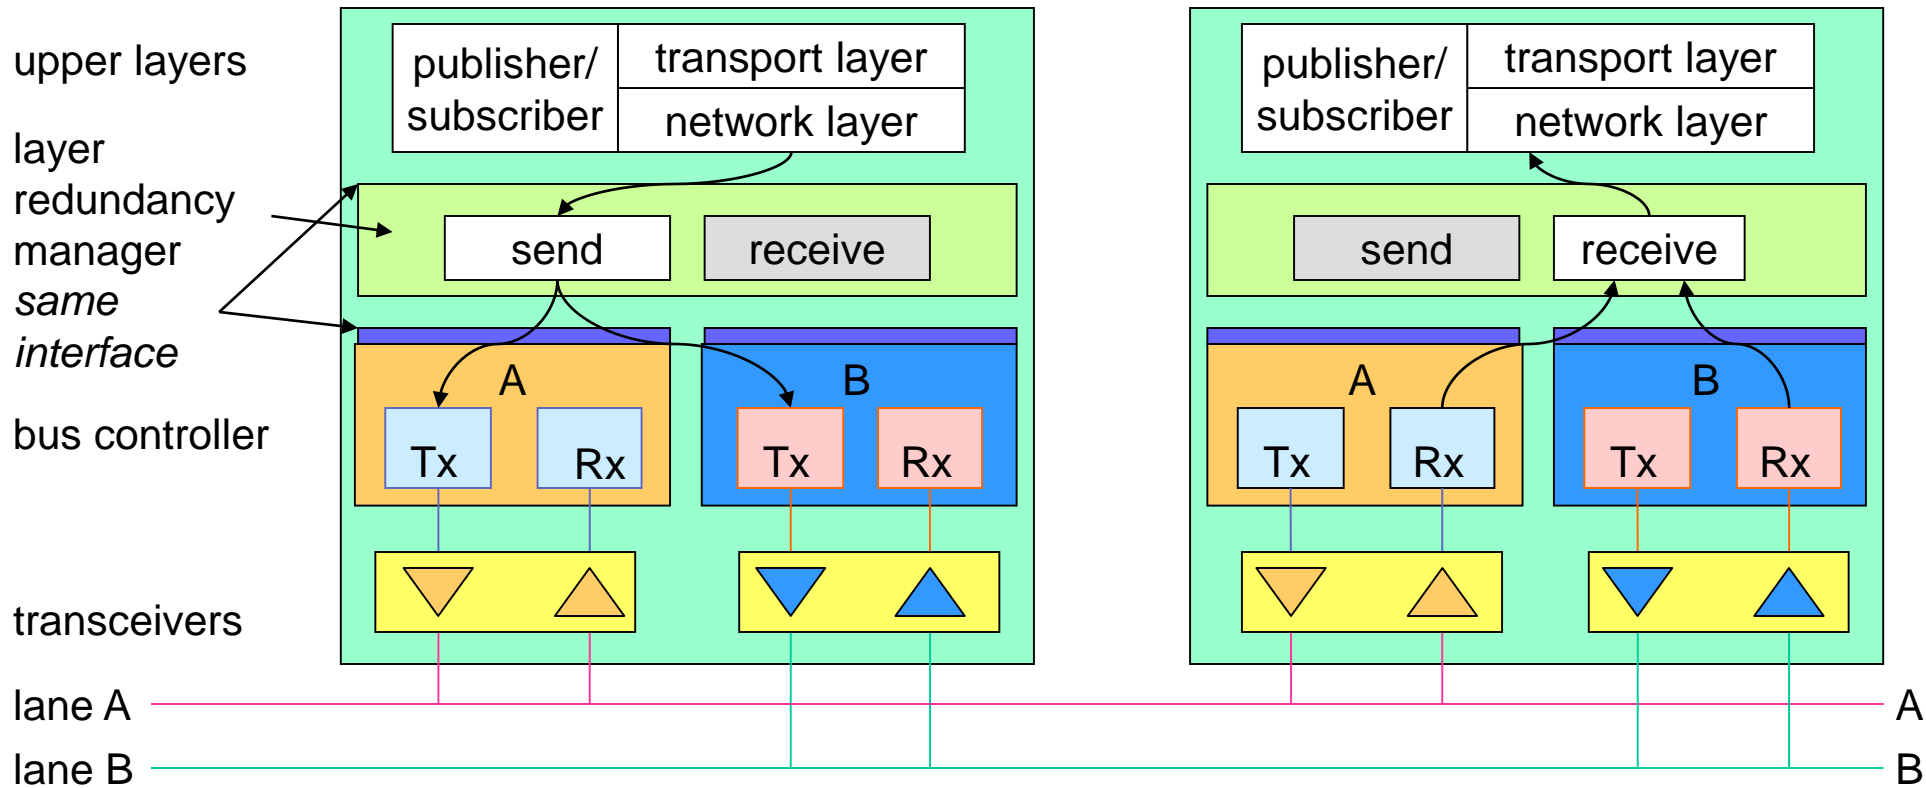 upper layers
layer
redundancy
manager
same
interface
bus controller
transceivers
lane A
lane B
publisher/
subscriber
transport layer
network layer
send
receive
A
B
Tx
Rx
Tx
Rx
publisher/
subscriber
transport layer
network layer
send
receive
A
B
Tx
Rx
Tx
Rx
A
B